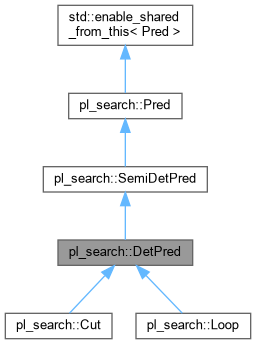 std::enable_shared
_from_this< Pred >
pl_search::Pred
pl_search::SemiDetPred
pl_search::DetPred
pl_search::Cut
pl_search::Loop